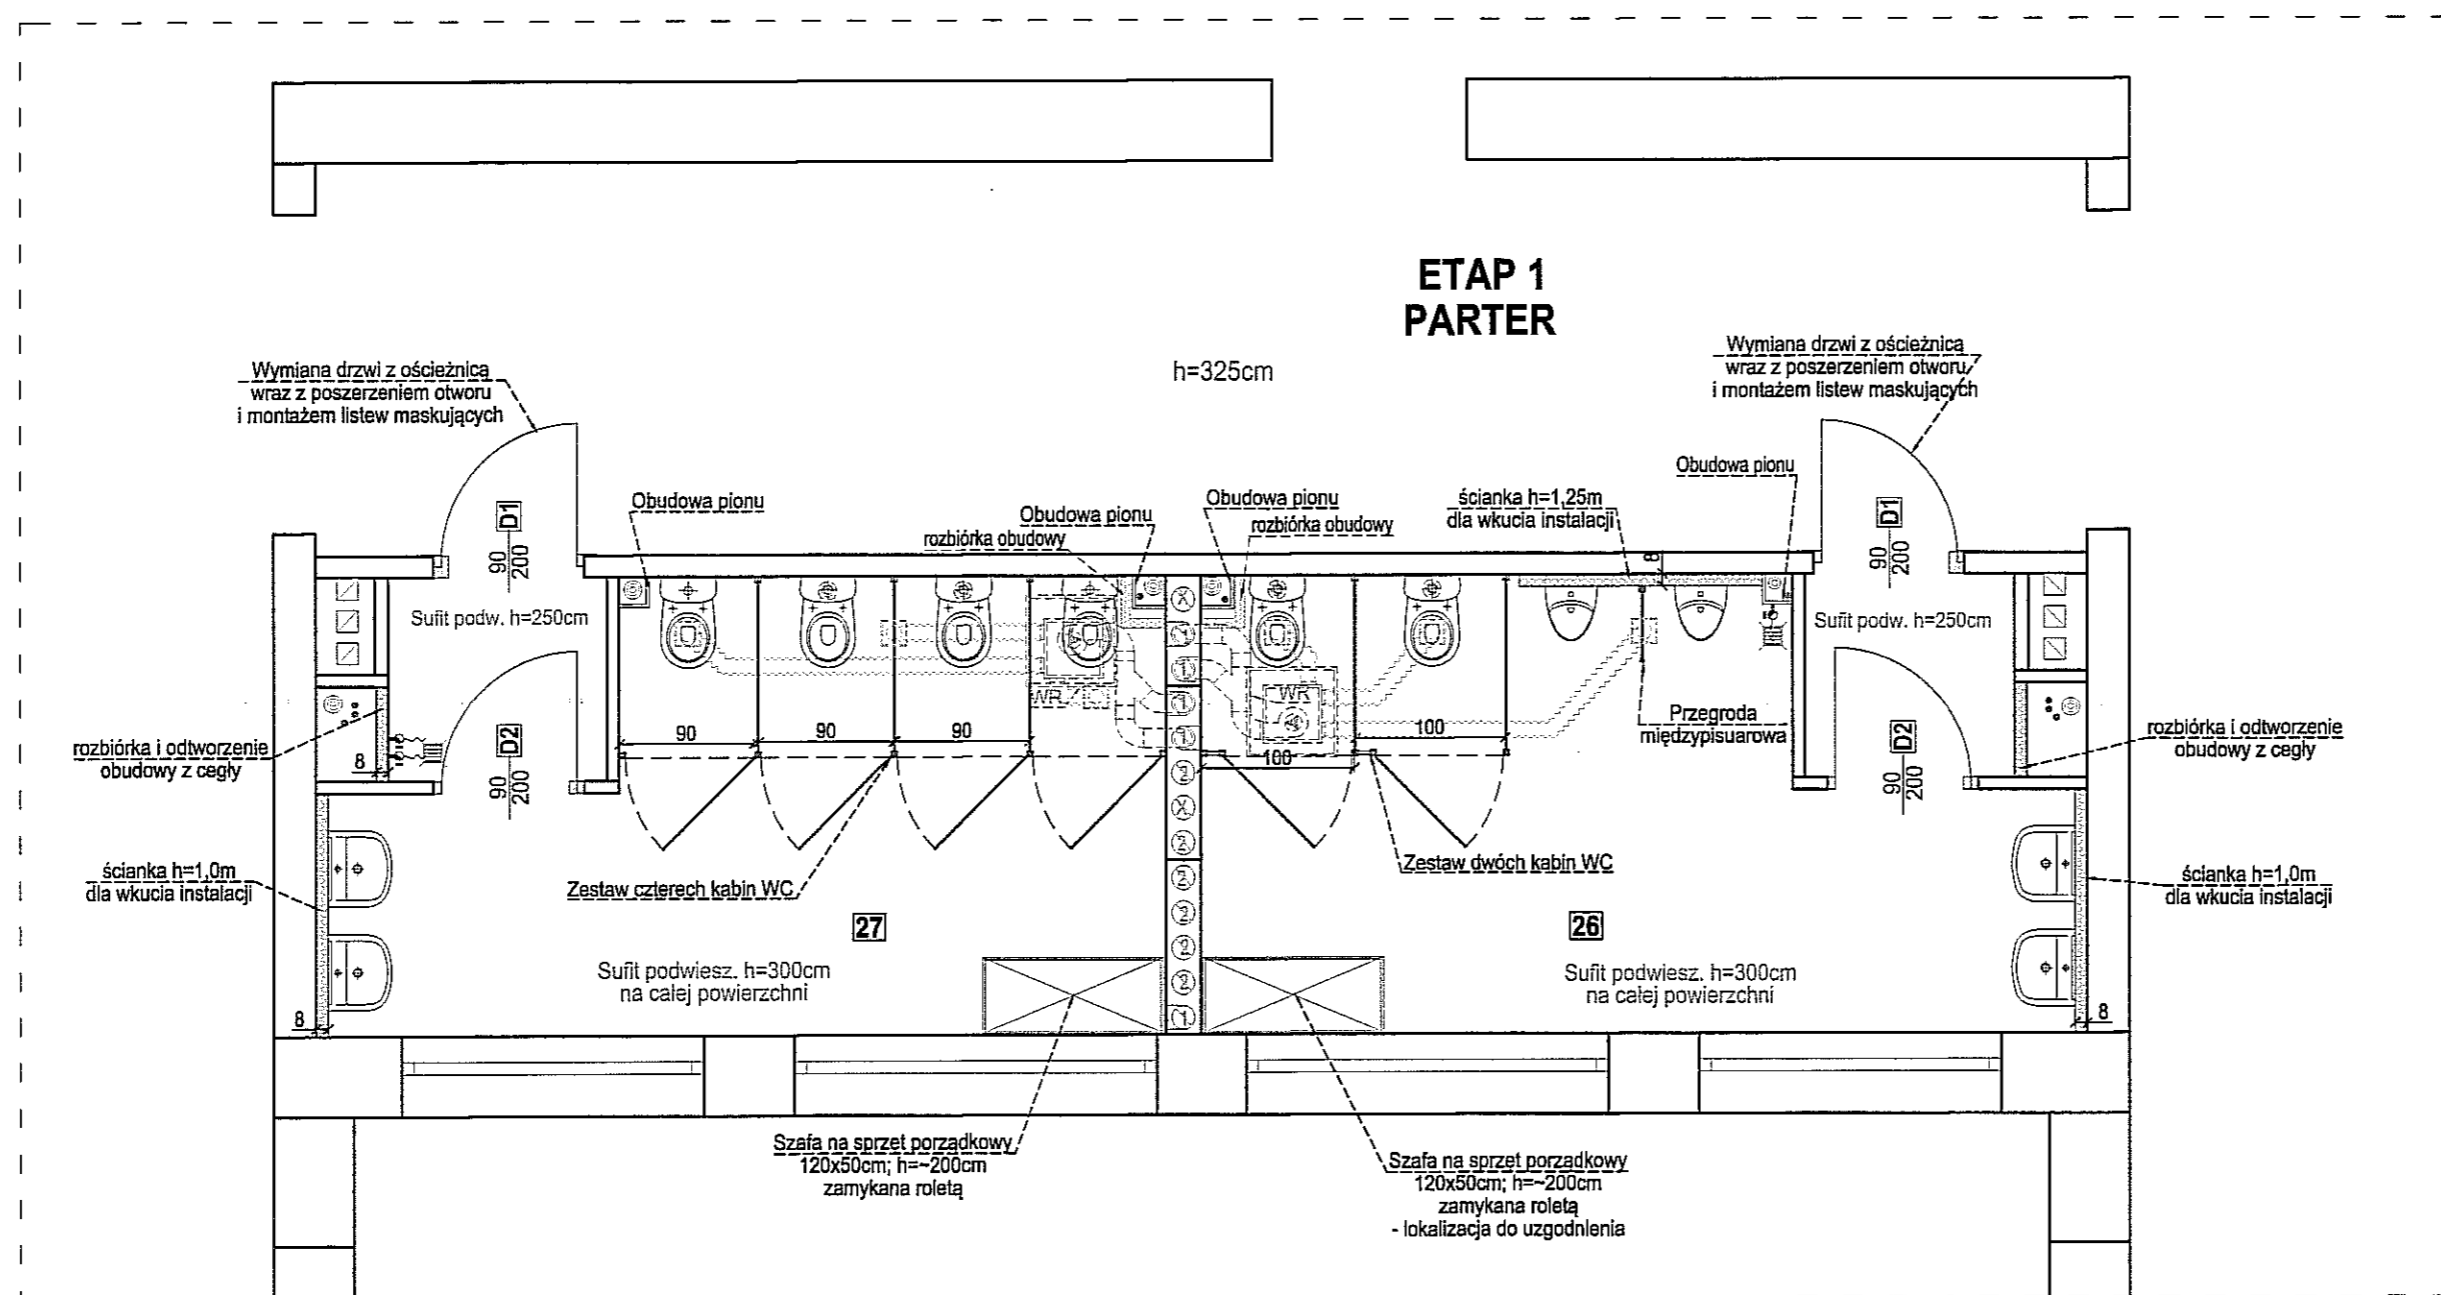 ETAP 1
PARTER
h=325cm
Wymiana drzwi z ościeżnicą
wraz z poszerzeniem otworu
i montażem listew maskujących
Wymiana drzwi z ościeżnicą
wraz z poszerzeniem otworu
i montażem listew maskujących
Obudowa pionu
Obudowa pionu
rozbiórka obudowy
Obudowa pionu
rozbiórka obudowy
ścianka h=1,25m
dla wkucia instalacji
Obudowa pionu
D1
90
200
D1
90
200
8
Sufit podw. h=250cm
Sufit podw. h=250cm
WR
WR
Przegroda
międzypisuarowa
D2
90
200
D2
90
200
90
90
90
100
100
rozbiórka i odtworzenie
obudowy z cegły
8
rozbiórka i odtworzenie
obudowy z cegły
Zestaw czterech kabin WC
Zestaw dwóch kabin WC
ścianka h=1,0m
dla wkucia instalacji
ścianka h=1,0m
dla wkucia instalacji
27
26
Sufit podwiesz. h=300cm
na całej powierzchni
Sufit podwiesz. h=300cm
na całej powierzchni
8
8
Szafa na sprzęt porządkowy
120x50cm; h=~200cm
zamykana roletą
Szafa na sprzęt porządkowy
120x50cm; h=~200cm
zamykana roletą
- lokalizacja do uzgodnienia